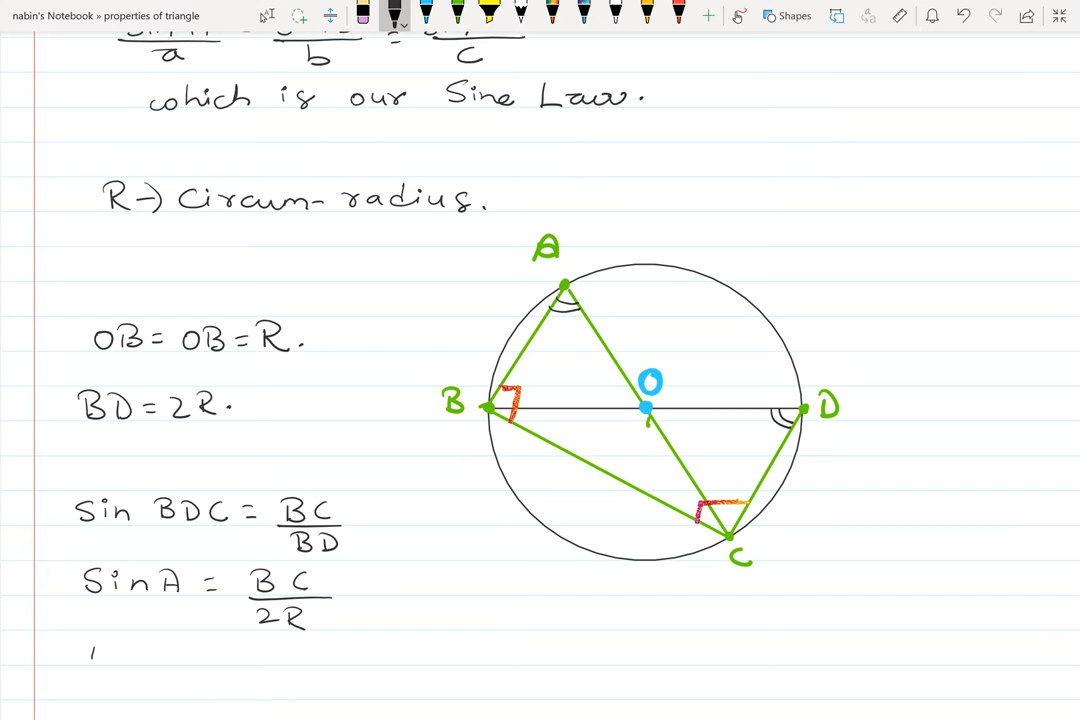 nabin's Notebook » properties of triangle
Shapes
a b = c
which is our Sine Law.
R→ Circum-radius.
A
OB = OB = R.
O
B
D
BD = 2R.
Sin BDC = BC
BD
C
Sin A = BC
2R